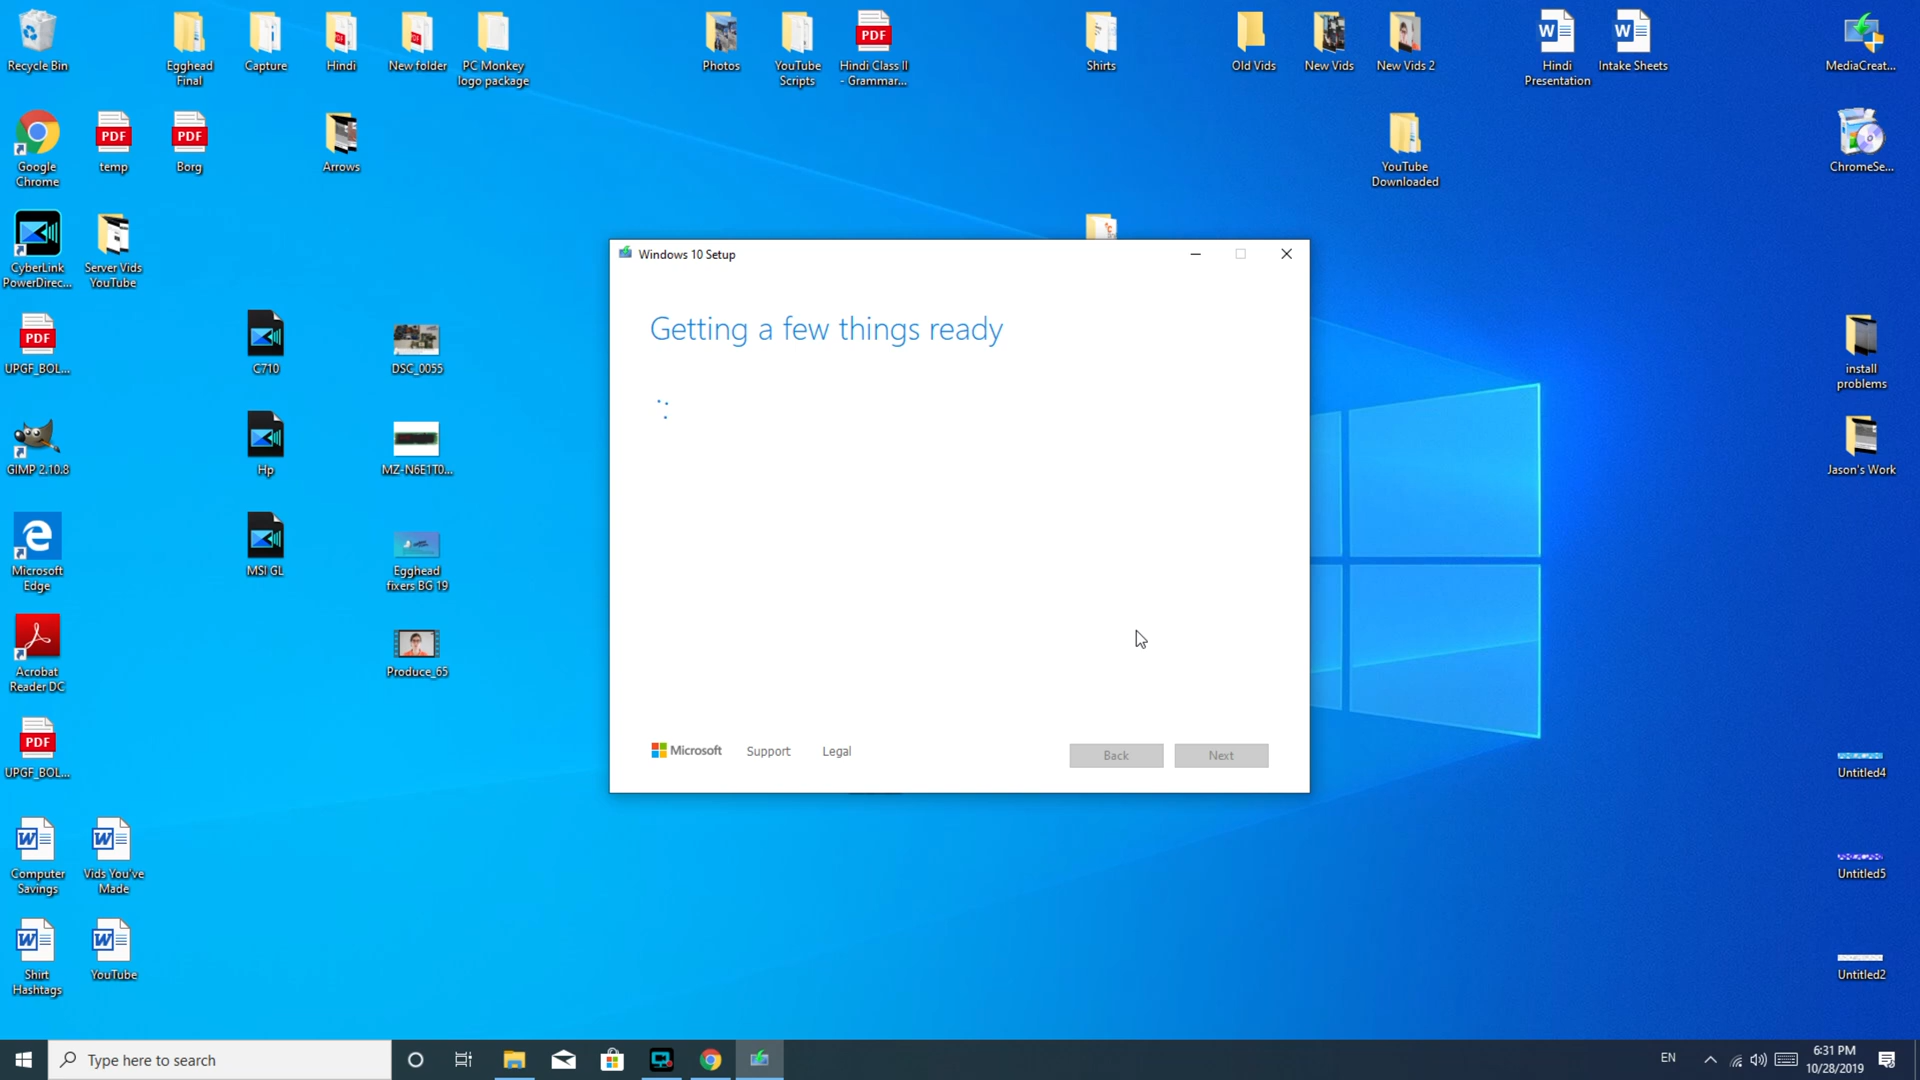 Recycle Bin
Egghead
Final
Capture
Hindi
New folder
PC Monkey
logo package
Photos
YouTube
Scripts
PDF
Hindi Class II
- Grammar...
Shirts
Old Vids
New Vids
New Vids 2
Hindi
Presentation
Intake Sheets
MediaCreat...
Google
Chrome
PDF
temp
PDF
Borg
Arrows
YouTube
Downloaded
ChromeSe...
CyberLink
PowerDirec...
Server Vids
YouTube
Windows 10 Setup
Getting a few things ready
PDF
UPGF_BOL...
C710
DSC_0055
install
problems
GIMP 2.10.8
Hp
MZ-N6E1T0...
Jason's Work
Microsoft
Edge
MSI GL
Egghead
fixers BG 19
Acrobat
Reader DC
Produce_65
PDF
UPGF_BOL...
Microsoft
Support
Legal
Back
Next
Untitled4
Computer
Savings
Vids You've
Made
Untitled5
Shirt
Hashtags
YouTube
Untitled2
Type here to search
EN
6:31 PM
10/28/2019